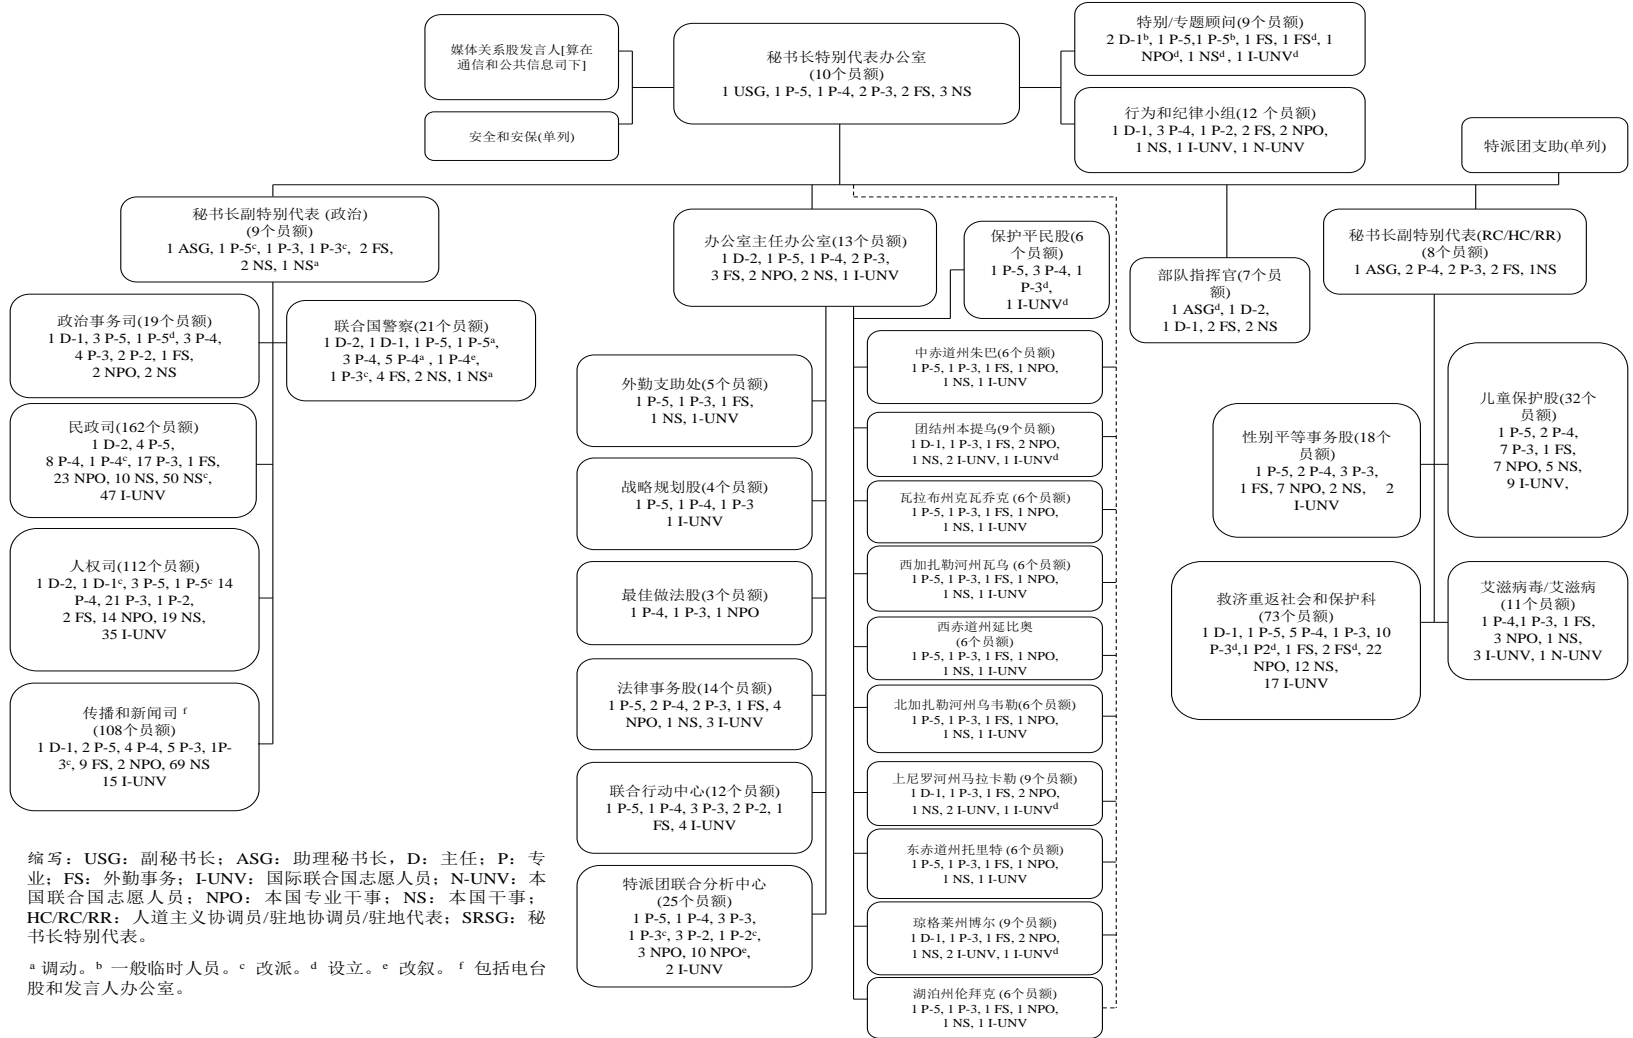 媒体关系股发言人[算在
通信和公共信息司下]
安全和安保(单列)
秘书长特别代表办公室
(10个员额)
1 USG, 1 P-5, 1 P-4, 2 P-3, 2 FS, 3 NS
特别/专题顾问(9个员额)
2 D-1ᵇ, 1 P-5,1 P-5ᵇ, 1 FS, 1 FSᵈ, 1
NPOᵈ, 1 NSᵈ , 1 I-UNVᵈ
行为和纪律小组(12 个员额)
1 D-1, 3 P-4, 1 P-2, 2 FS, 2 NPO,
1 NS, 1 I-UNV, 1 N-UNV
特派团支助(单列)
秘书长副特别代表 (政治)
(9个员额)
1 ASG, 1 P-5ᶜ, 1 P-3, 1 P-3ᶜ, 2 FS,
2 NS, 1 NSᵃ
政治事务司(19个员额)
1 D-1, 3 P-5, 1 P-5ᵈ, 3 P-4,
4 P-3, 2 P-2, 1 FS,
2 NPO, 2 NS
联合国警察(21个员额)
1 D-2, 1 D-1, 1 P-5, 1 P-5ᵃ,
3 P-4, 5 P-4ᵃ , 1 P-4ᵉ,
1 P-3ᶜ, 4 FS, 2 NS, 1 NSᵃ
民政司(162个员额)
1 D-2, 4 P-5,
8 P-4, 1 P-4ᶜ, 17 P-3, 1 FS,
23 NPO, 10 NS, 50 NSᶜ,
47 I-UNV
人权司(112个员额)
1 D-2, 1 D-1ᶜ, 3 P-5, 1 P-5ᶜ 14
P-4, 21 P-3, 1 P-2,
2 FS, 14 NPO, 19 NS,
35 I-UNV
传播和新闻司 ᶠ
(108个员额)
1 D-1, 2 P-5, 4 P-4, 5 P-3, 1P-
3ᶜ, 9 FS, 2 NPO, 69 NS
15 I-UNV
办公室主任办公室(13个员额)
1 D-2, 1 P-5, 1 P-4, 2 P-3,
3 FS, 2 NPO, 2 NS, 1 I-UNV
保护平民股(6
个员额)
1 P-5, 3 P-4, 1
P-3ᵈ,
1 I-UNVᵈ
外勤支助处(5个员额)
1 P-5, 1 P-3, 1 FS,
1 NS, 1-UNV
战略规划股(4个员额)
1 P-5, 1 P-4, 1 P-3
1 I-UNV
最佳做法股(3个员额)
1 P-4, 1 P-3, 1 NPO
法律事务股(14个员额)
1 P-5, 2 P-4, 2 P-3, 1 FS, 4
NPO, 1 NS, 3 I-UNV
联合行动中心(12个员额)
1 P-5, 1 P-4, 3 P-3, 2 P-2, 1
FS, 4 I-UNV
特派团联合分析中心
(25个员额)
1 P-5, 1 P-4, 3 P-3,
1 P-3ᶜ, 3 P-2, 1 P-2ᶜ,
3 NPO, 10 NPOᵉ,
2 I-UNV
中赤道州朱巴(6个员额)
1 P-5, 1 P-3, 1 FS, 1 NPO,
1 NS, 1 I-UNV
团结州本提乌(9个员额)
1 D-1, 1 P-3, 1 FS, 2 NPO,
1 NS, 2 I-UNV, 1 I-UNVᵈ
瓦拉布州克瓦乔克 (6个员额)
1 P-5, 1 P-3, 1 FS, 1 NPO,
1 NS, 1 I-UNV
西加扎勒河州瓦乌 (6个员额)
1 P-5, 1 P-3, 1 FS, 1 NPO,
1 NS, 1 I-UNV
西赤道州延比奥
(6个员额)
1 P-5, 1 P-3, 1 FS, 1 NPO,
1 NS, 1 I-UNV
北加扎勒河州乌韦勒(6个员额)
1 P-5, 1 P-3, 1 FS, 1 NPO,
1 NS, 1 I-UNV
上尼罗河州马拉卡勒 (9个员额)
1 D-1, 1 P-3, 1 FS, 2 NPO,
1 NS, 2 I-UNV, 1 I-UNVᵈ
东赤道州托里特 (6个员额)
1 P-5, 1 P-3, 1 FS, 1 NPO,
1 NS, 1 I-UNV
琼格莱州博尔 (9个员额)
1 D-1, 1 P-3, 1 FS, 2 NPO,
1 NS, 2 I-UNV, 1 I-UNVᵈ
湖泊州伦拜克 (6个员额)
1 P-5, 1 P-3, 1 FS, 1 NPO,
1 NS, 1 I-UNV
部队指挥官(7个员
额)
1 ASGᵈ, 1 D-2,
1 D-1, 2 FS, 2 NS
秘书长副特别代表(RC/HC/RR)
(8个员额)
1 ASG, 2 P-4, 2 P-3, 2 FS, 1NS
性别平等事务股(18个
员额)
1 P-5, 2 P-4, 3 P-3,
1 FS, 7 NPO, 2 NS, 2
I-UNV
儿童保护股(32个
员额)
1 P-5, 2 P-4,
7 P-3, 1 FS,
7 NPO, 5 NS,
9 I-UNV,
救济重返社会和保护科
(73个员额)
1 D-1, 1 P-5, 5 P-4, 1 P-3, 10
P-3ᵈ,1 P2ᵈ, 1 FS, 2 FSᵈ, 22
NPO, 12 NS,
17 I-UNV
艾滋病毒/艾滋病
(11个员额)
1 P-4,1 P-3, 1 FS,
3 NPO, 1 NS,
3 I-UNV, 1 N-UNV
缩写：USG：副秘书长；ASG：助理秘书长，D：主任；P：专
业；FS：外勤事务；I-UNV：国际联合国志愿人员；N-UNV：本
国联合国志愿人员；NPO：本国专业干事；NS：本国干事；
HC/RC/RR：人道主义协调员/驻地协调员/驻地代表；SRSG：秘
书长特别代表。
ᵃ 调动。ᵇ 一般临时人员。ᶜ 改派。ᵈ 设立。ᵉ 改叙。ᶠ 包括电台
股和发言人办公室。